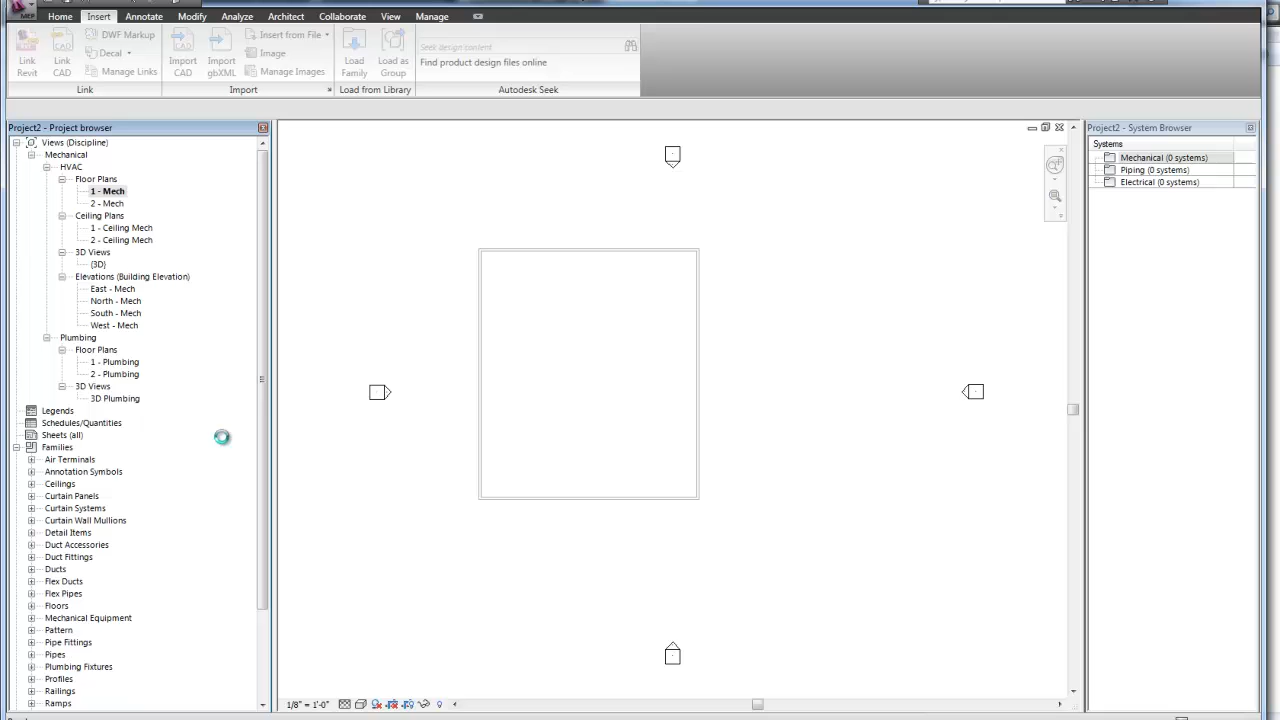 MEP
Home Insert Annotate Modify Analyze Architect Collaborate View Manage
Link Revit
Link CAD
DWF Markup
Decal
Manage Links
Import CAD
Import gbXML
Insert from File
Image
Manage Images
Load Family
Load as Group
Seek design content
Find product design files online
Link Import Load from Library Autodesk Seek
Project2 - Project browser
Views (Discipline)
Mechanical
HVAC
Floor Plans
1 - Mech
2 - Mech
Ceiling Plans
1 - Ceiling Mech
2 - Ceiling Mech
3D Views
{3D}
Elevations (Building Elevation)
East - Mech
North - Mech
South - Mech
West - Mech
Plumbing
Floor Plans
1 - Plumbing
2 - Plumbing
3D Views
3D Plumbing
Legends
Schedules/Quantities
Sheets (all)
Families
Air Terminals
Annotation Symbols
Ceilings
Curtain Panels
Curtain Systems
Curtain Wall Mullions
Detail Items
Duct Accessories
Duct Fittings
Ducts
Flex Ducts
Flex Pipes
Floors
Mechanical Equipment
Pattern
Pipe Fittings
Pipes
Plumbing Fixtures
Profiles
Railings
Ramps
1/8" = 1'-0"
Project2 - System Browser
Systems
Mechanical (0 systems)
Piping (0 systems)
Electrical (0 systems)